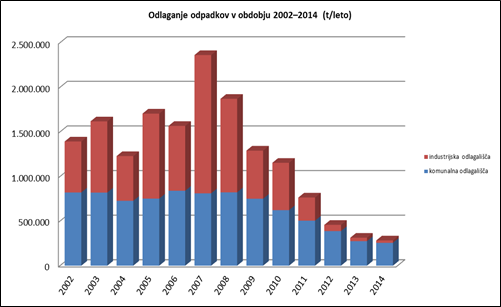 Odlaganje odpadkov v obdobju 2002–2014 (t/leto)
2.500.000
2.000.000
1.500.000
1.000.000
500.000
0
2002 2003 2004 2005 2006 2007 2008 2009 2010 2011 2012 2013 2014
industrijska odlagališča
komunalna odlagališča